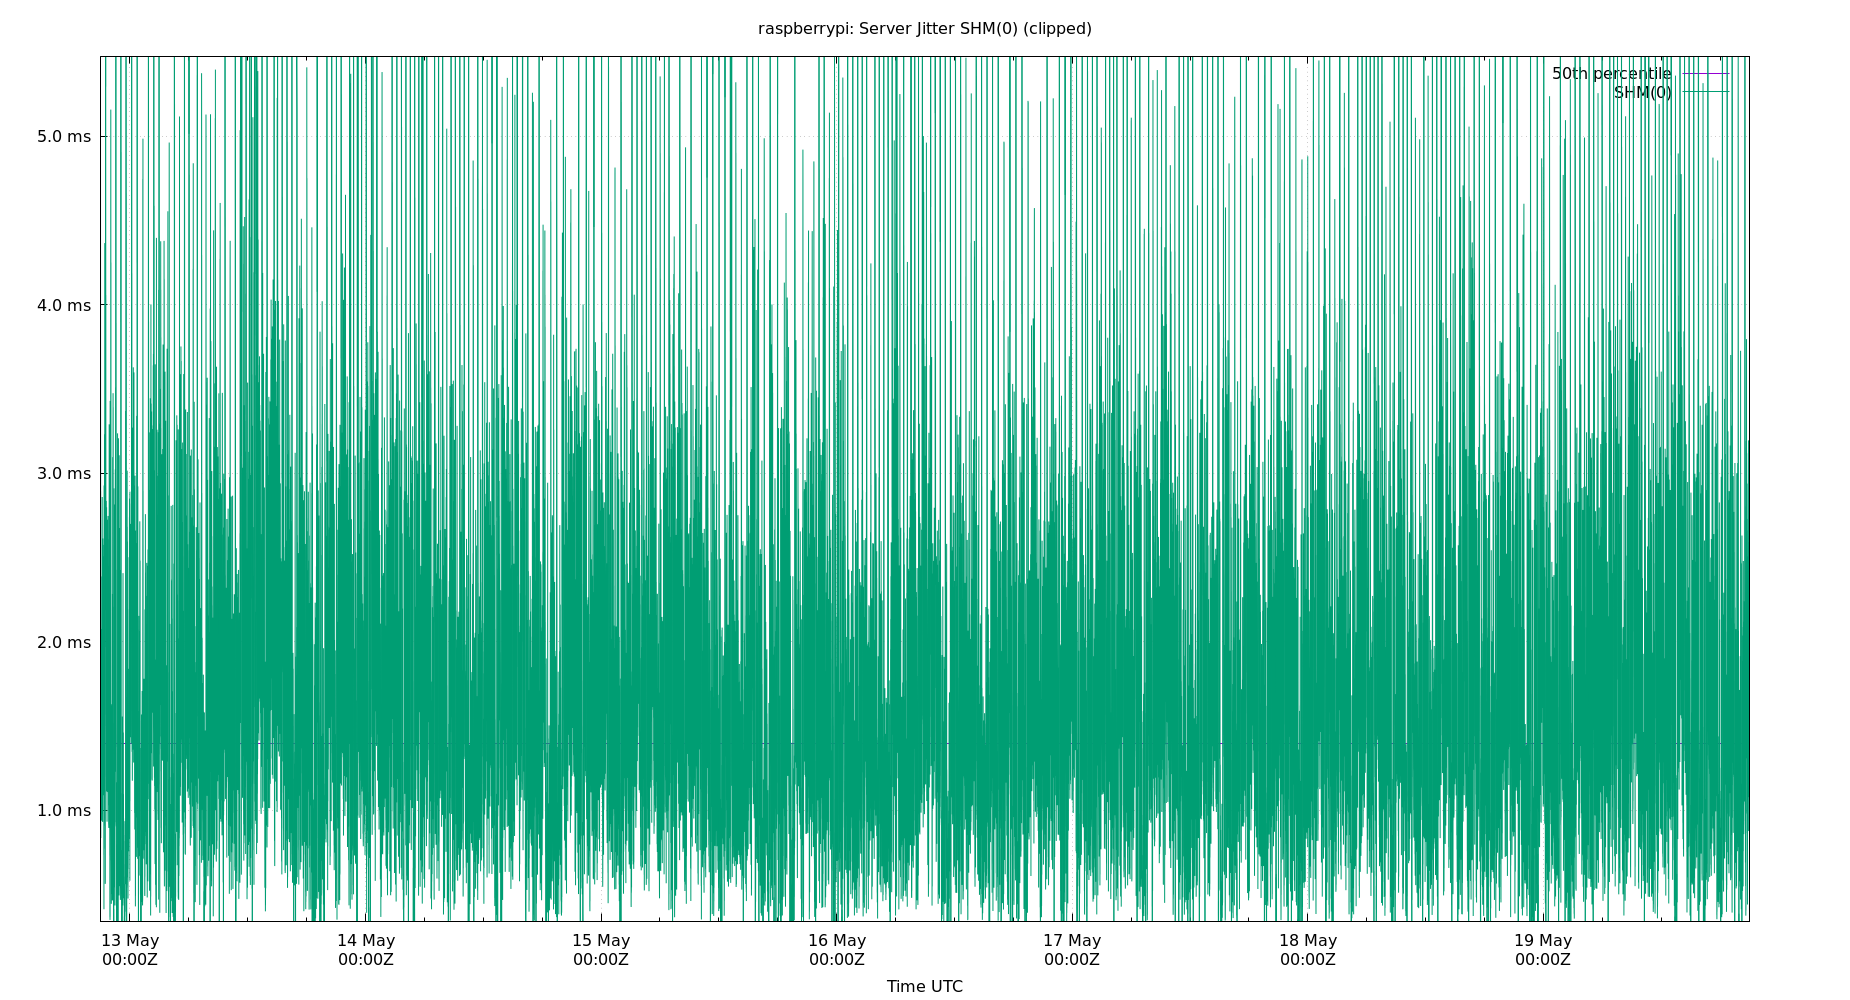 raspberrypi: Server Jitter SHM(0) (clipped)
50th percentile
SHM(0)
5.0 ms
4.0 ms
3.0 ms
2.0 ms
1.0 ms
13 May 14 May 15 May 16 May 17 May 18 May 19 May
00:00Z 00:00Z 00:00Z 00:00Z 00:00Z 00:00Z 00:00Z
Time UTC